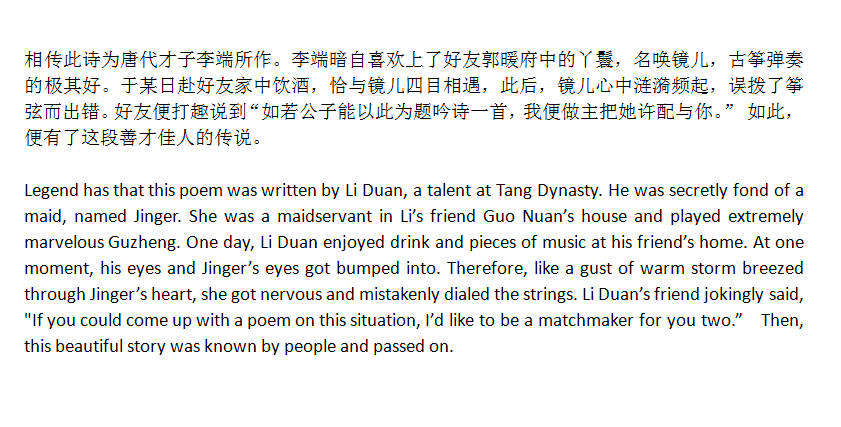 相传此诗为唐代才子李端所作。李端暗自喜欢上了好友郭暖府中的丫鬟，名唤镜儿，古筝弹奏
的极其好。于某日赴好友家中饮酒，恰与镜儿四目相遇，此后，镜儿心中涟漪频起，误拨了筝
弦而出错。好友便打趣说到“如若公子能以此为题吟诗一首，我便做主把她许配与你。” 如此，
便有了这段善才佳人的传说。
Legend has that this poem was written by Li Duan, a talent at Tang Dynasty. He was secretly fond of a
maid, named Jinger. She was a maidservant in Li’s friend Guo Nuan’s house and played extremely
marvelous Guzheng. One day, Li Duan enjoyed drink and pieces of music at his friend’s home. At one
moment, his eyes and Jinger’s eyes got bumped into. Therefore, like a gust of warm storm breezed
through Jinger’s heart, she got nervous and mistakenly dialed the strings. Li Duan’s friend jokingly said,
"If you could come up with a poem on this situation, I’d like to be a matchmaker for you two.” Then,
this beautiful story was known by people and passed on.